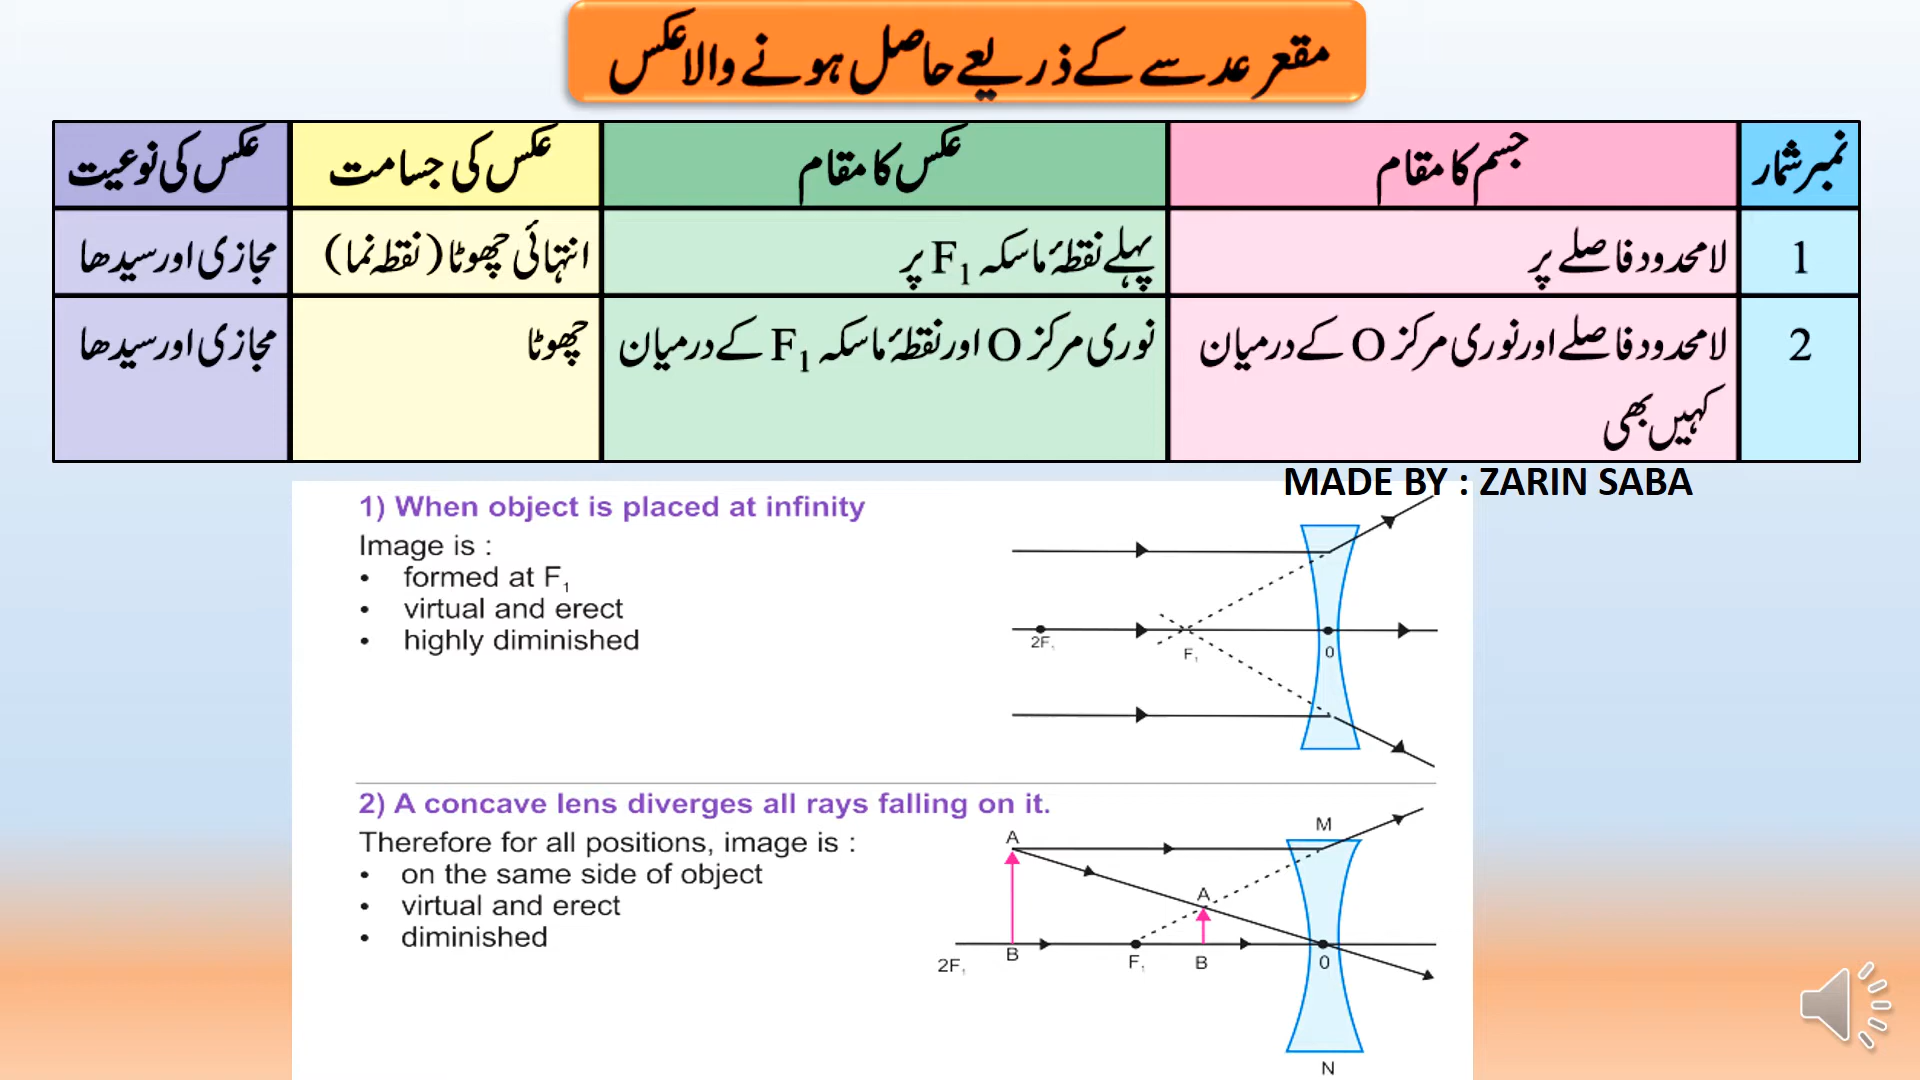 مقعر عدسے کے ذریعے حاصل ہونے والا عکس
نمبر شمار جسم کا مقام عکس کا مقام عکس کی جسامت عکس کی نوعیت
1 لامحدود فاصلے پر پہلے نقطۂ ماسکہ F₁ پر انتہائی چھوٹا (نقطہ نما) مجازی اور سیدھا
2 لامحدود فاصلے اور نوری مرکز O کے درمیان نوری مرکز O اور نقطۂ ماسکہ F₁ کے درمیان چھوٹا مجازی اور سیدھا
کہیں بھی
MADE BY : ZARIN SABA
1) When object is placed at infinity
Image is :
• formed at F₁
• virtual and erect
• highly diminished
2F₁ F₁ O
2) A concave lens diverges all rays falling on it.
Therefore for all positions, image is :
• on the same side of object
• virtual and erect
• diminished
A M
A
2F₁ B F₁ B O
N